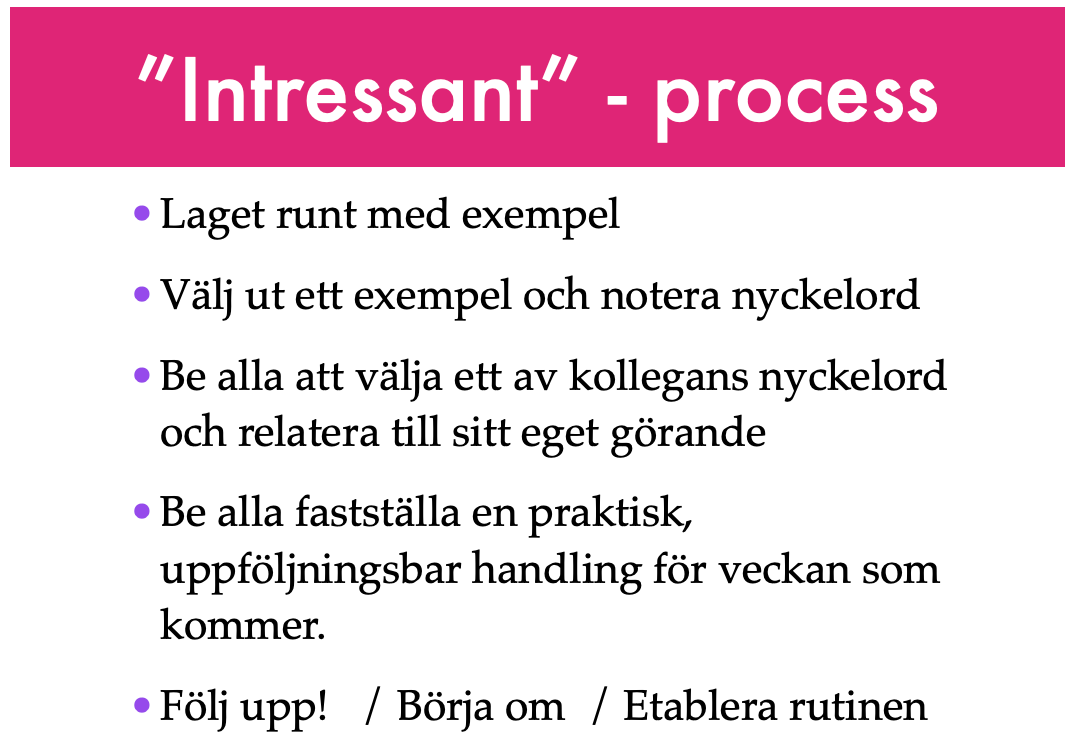 ”Intressant” - process
• Laget runt med exempel
• Välj ut ett exempel och notera nyckelord
• Be alla att välja ett av kollegans nyckelord
och relatera till sitt eget görande
• Be alla fastställa en praktisk,
uppföljningsbar handling för veckan som
kommer.
• Följ upp! / Börja om / Etablera rutinen